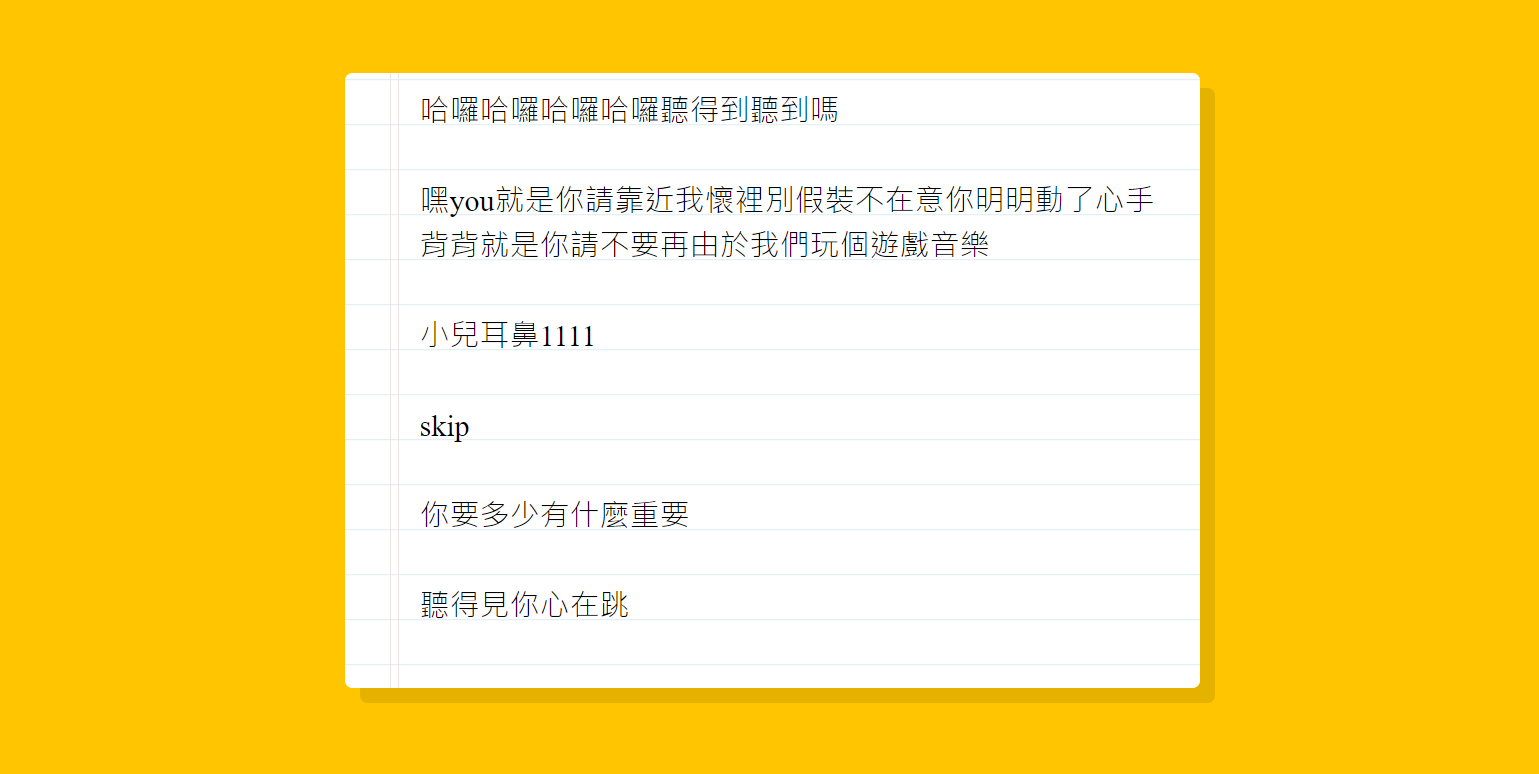 哈囉哈囉哈囉哈囉聽得到聽到嗎
嘿you就是你請靠近我懷裡別假裝不在意你明明動了心手
背背就是你請不要再由於我們玩個遊戲音樂
小兒耳鼻1111
skip
你要多少有什麼重要
聽得見你心在跳